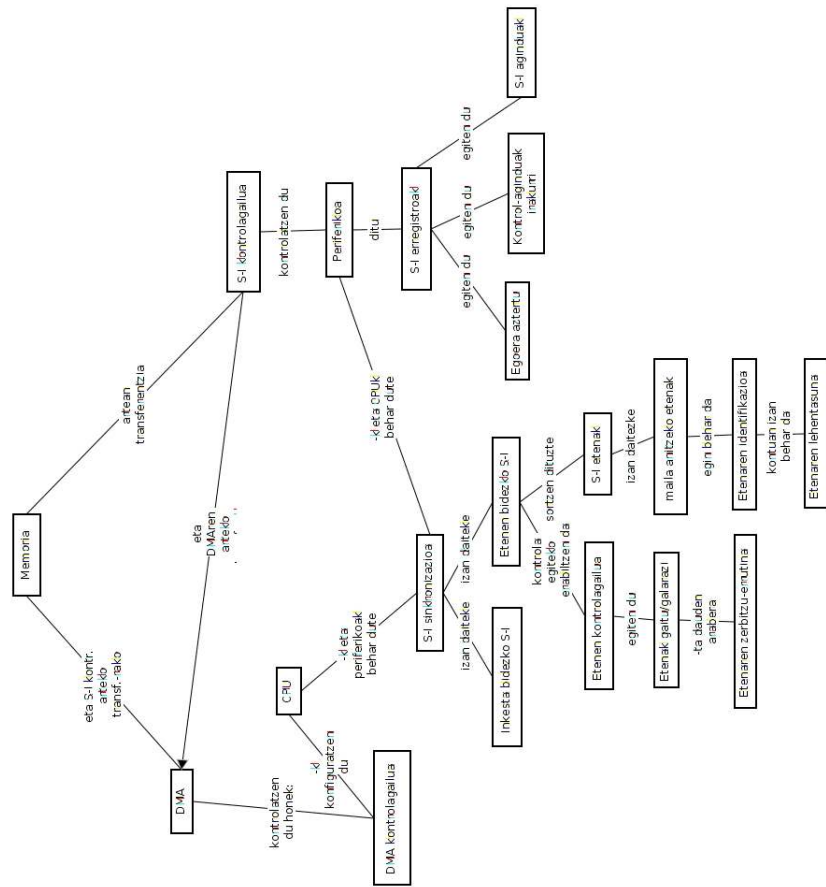 Memoria
eta S-I kontr.
arteko
transf.-rako
artean
transferentzia
DMA
eta
DMAren
arteko
S-I kontrolagailua
kontrolatzen
du honek:
kontrolatzen du
CPU
-k
konfiguratzen
du
-k eta
periferikoak
behar dute
Periferikoa
-k eta CPUk
behar dute
ditu
DMA kontrolagailua
S-I sinkronizazioa
S-I erregistroak
izan daiteke
izan daiteke
egiten du
egiten du
egiten du
Inkesta bidezko S-I
Etenen bidezko S-I
Egoera aztertu
Kontrol-aginduak
irakurri
S-I aginduak
kontrola
egiteko
erabiltzen da
sortzen dituzte
Etenen kontrolagailua
S-I etenak
egiten du
izan daitezke
Etenak gaitu/galarazi
maila anitzeko etenak
-ta dauden
arabera
egin behar da
Etenaren zerbitzu-errutina
Etenaren identifikazioa
kontuan izan
behar da
Etenaren lehentasuna